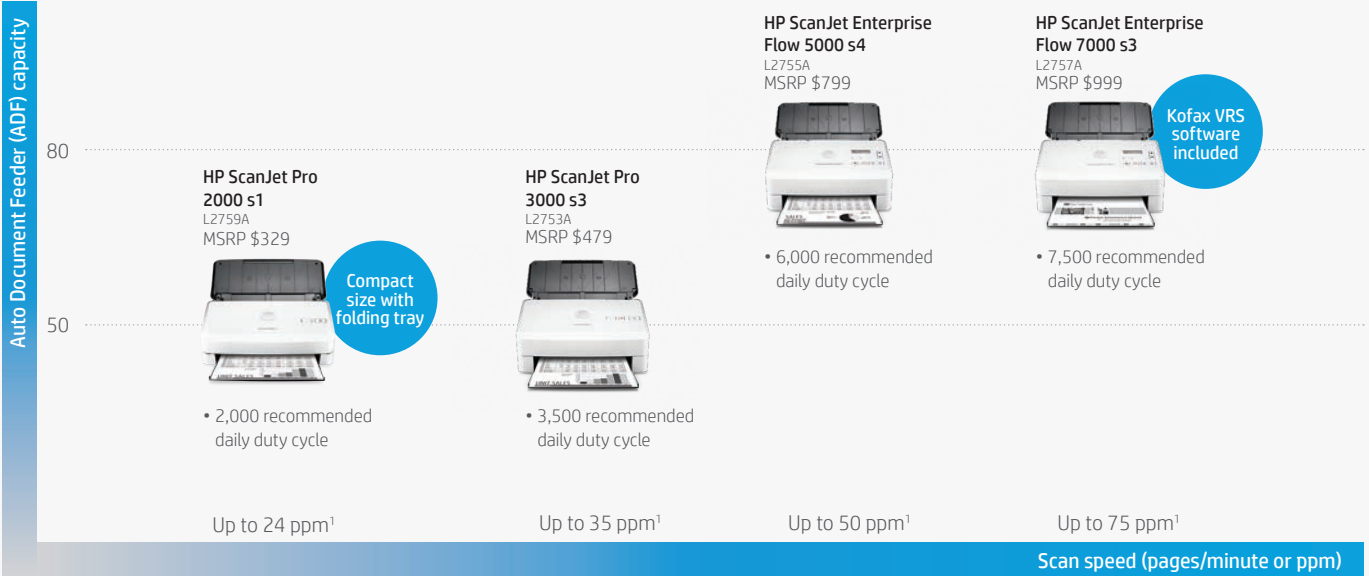 Auto Document Feeder (ADF) capacity
80
50
HP ScanJet Pro
2000 s1
L2759A
MSRP $329
Compact
size with
folding tray
• 2,000 recommended
daily duty cycle
Up to 24 ppm¹
HP ScanJet Pro
3000 s3
L2753A
MSRP $479
• 3,500 recommended
daily duty cycle
Up to 35 ppm¹
HP ScanJet Enterprise
Flow 5000 s4
L2755A
MSRP $799
SALES
• 6,000 recommended
daily duty cycle
Up to 50 ppm¹
HP ScanJet Enterprise
Flow 7000 s3
L2757A
MSRP $999
Kofax VRS
software
included
• 7,500 recommended
daily duty cycle
Up to 75 ppm¹
Scan speed (pages/minute or ppm)